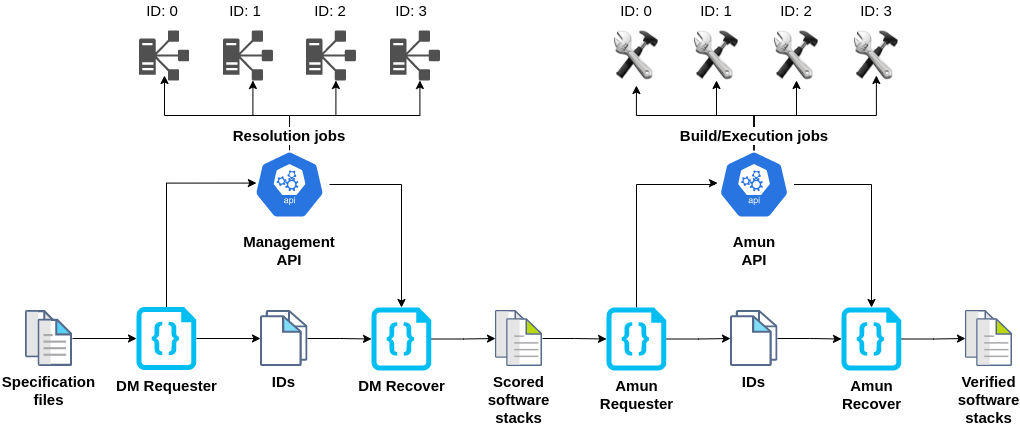 ID: 0
ID: 1
ID: 2
ID: 3
ID: 0
ID: 1
ID: 2
ID: 3
Resolution jobs
Build/Execution jobs
api
api
Management
API
Amun
API
{ }
{ }
{ }
{ }
Specification
files
DM Requester
IDs
DM Recover
Scored
software
stacks
Amun
Requester
IDs
Amun
Recover
Verified
software
stacks